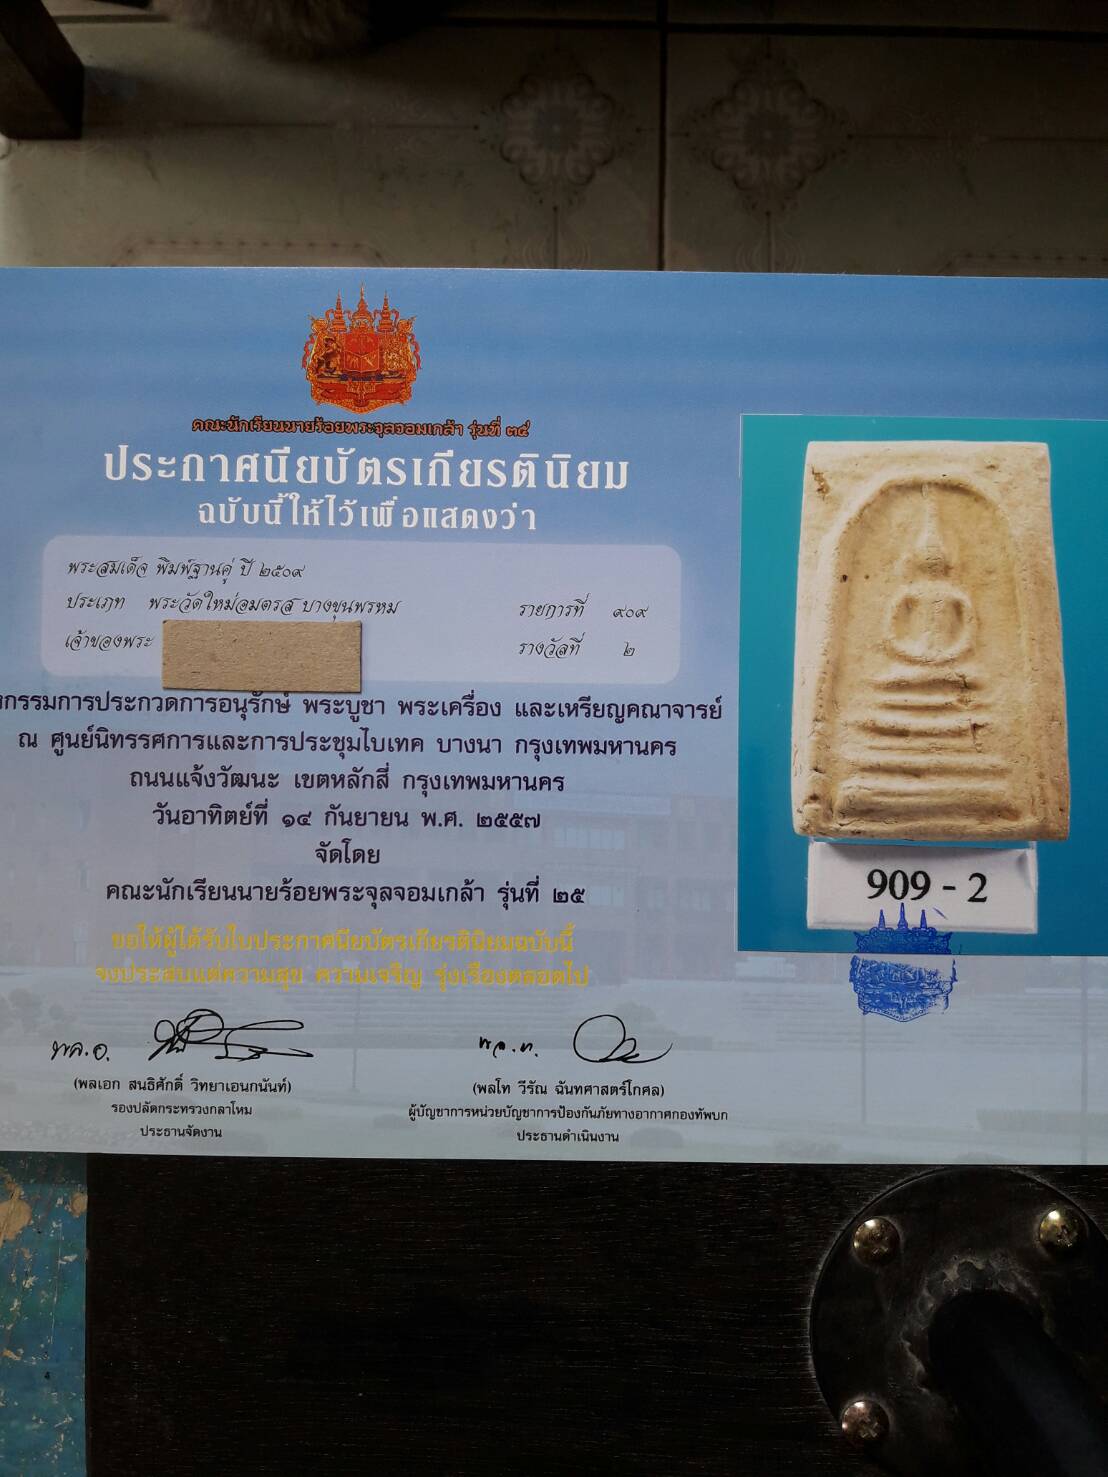 คณะนักเรียนนายร้อยพระจุลจอมเกล้า รุ่นที่ ๓๕
ประกาศนียบัตรเกียรตินิยม
ฉบับนี้ให้ไว้เพื่อแสดงว่า
พระสมเด็จ พิมพ์ฐานคู่ ปี ๒๕๐๙
ประเภท พระวัดใหม่อมตรส บางขุนพรหม รายการที่ ๙๐๙
เจ้าของพระ รางวัลที่ ๒
กรรมการประกวดการอนุรักษ์ พระบูชา พระเครื่อง และเหรียญคณาจารย์
ณ ศูนย์นิทรรศการและการประชุมไบเทค บางนา กรุงเทพมหานคร
ถนนแจ้งวัฒนะ เขตหลักสี่ กรุงเทพมหานคร
วันอาทิตย์ที่ ๑๔ กันยายน พ.ศ. ๒๕๕๗
จัดโดย
คณะนักเรียนนายร้อยพระจุลจอมเกล้า รุ่นที่ ๒๕
ขอให้ผู้ได้รับใบประกาศนียบัตรเกียรตินิยมฉบับนี้
จงประสบแต่ความสุข ความเจริญ รุ่งเรืองตลอดไป
909 - 2
พล.อ. พล.ท.
(พลเอก สนธิศักดิ์ วิทยาเอนกนันท์) (พลโท วีรัณ ฉันทศาสตร์โกศล)
รองปลัดกระทรวงกลาโหม ผู้บัญชาการหน่วยบัญชาการป้องกันภัยทางอากาศกองทัพบก
ประธานจัดงาน ประธานดำเนินงาน